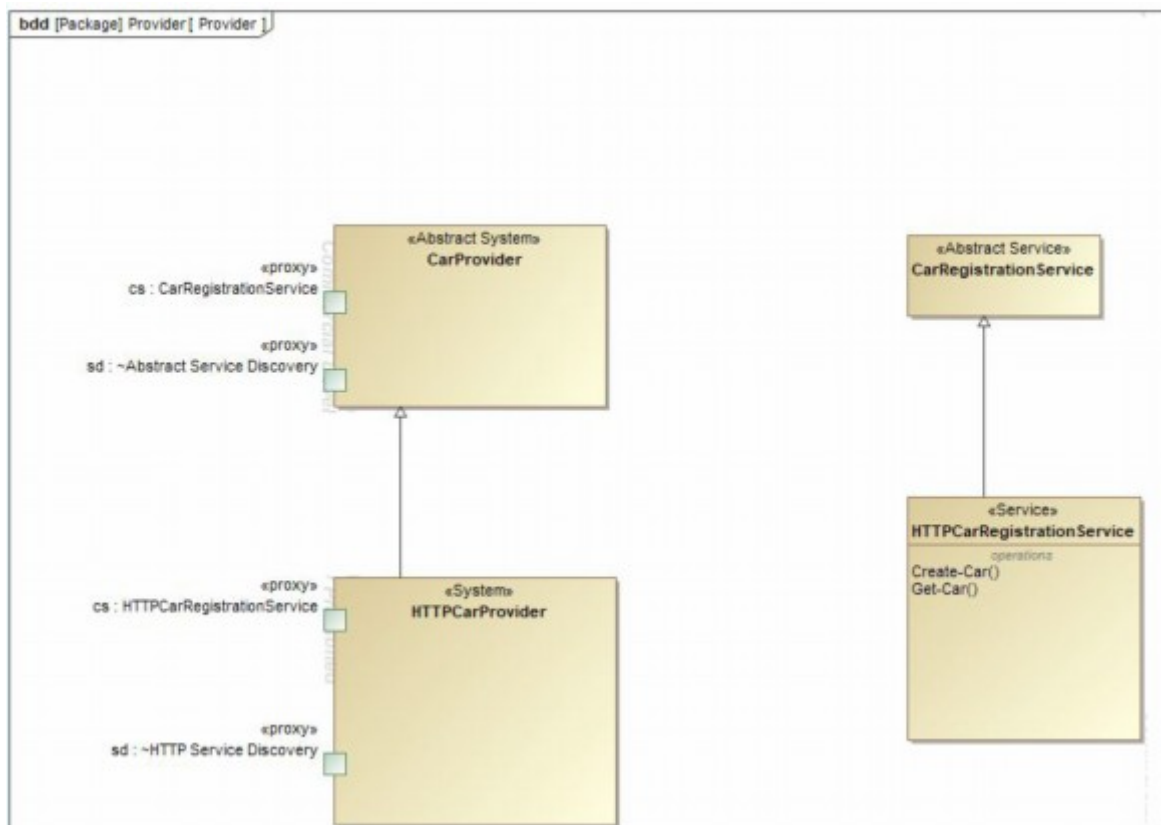 bdd [Package] Provider [ Provider ]
«Abstract System»
CarProvider
«proxy»
cs : CarRegistrationService
«proxy»
sd : ~Abstract Service Discovery
«Abstract Service»
CarRegistrationService
«System»
HTTPCarProvider
«proxy»
cs : HTTPCarRegistrationService
«proxy»
sd : ~HTTP Service Discovery
«Service»
HTTPCarRegistrationService
operations
Create-Car()
Get-Car()